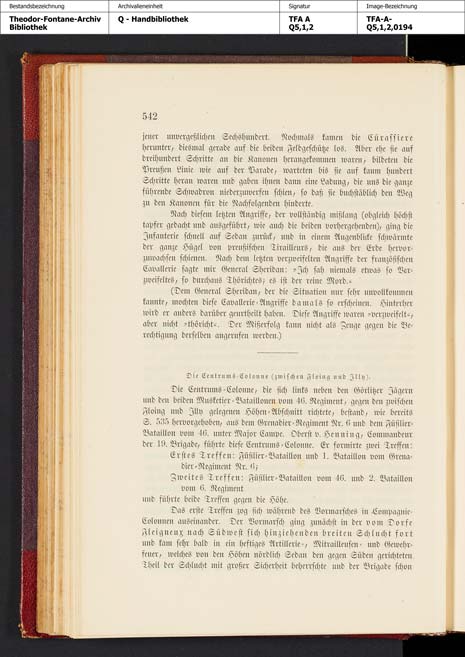 Bestandsbezeichnung
Archivalieneinheit
Signatur
Image-Bezeichnung
Theodor-Fontane-Archiv
Bibliothek
Q - Handbibliothek
TFA A
Q5,1,2
TFA-A-
Q5,1,2,0194
542
jener unvergeßlichen Sechshundert. Nochmals kamen die Cürassiere
herunter, diesmal gerade auf die beiden Feldgeschütze los. Aber ehe sie auf
dreihundert Schritte an die Kanonen herangekommen waren, bildeten die
Preußen Linie wie auf der Parade, warteten bis sie auf kaum hundert
Schritte heran waren und gaben ihnen dann eine Ladung, die uns die ganze
führende Schwadron niederzuwerfen schien, so daß sie buchstäblich den Weg
zu den Kanonen für die Nachfolgenden hinderte.
Nach diesem letzten Angriffe, der vollständig mißlang (obgleich höchst
tapfer gedacht und ausgeführt, wie auch die beiden vorhergehenden), ging die
Infanterie schnell auf Sedan zurück, und in einem Augenblicke schwärmte
der ganze Hügel von preußischen Tirailleurs, die aus der Erde hervor-
zuwachsen schienen. Nach dem letzten verzweifelten Angriffe der französischen
Cavallerie sagte mir General Sheridan: »Ich sah niemals etwas so Ver-
zweifeltes, so durchaus Thörichtes; es ist der reine Mord.«
(Dem General Sheridan, der die Situation nur sehr unvollkommen
kannte, mochten diese Cavallerie-Angriffe damals so erscheinen. Hinterher
wird er anders darüber geurtheilt haben. Diese Angriffe waren »verzweifelt«,
aber nicht »thöricht«. Der Mißerfolg kann nicht als Zeuge gegen die Be-
rechtigung derselben angerufen werden.)
Die Centrums-Colonne (zwischen Floing und Illy).
Die Centrums-Colonne, die sich links neben den Görlitzer Jägern
und den beiden Musketier-Bataillonen vom 46. Regiment, gegen den zwischen
Floing und Illy gelegenen Höhen-Abschnitt richtete, bestand, wie bereits
S. 535 hervorgehoben, aus dem Grenadier-Regiment Nr. 6 und dem Füsilier-
Bataillon vom 46. unter Major Campe. Oberst v. Henning, Commandeur
der 19. Brigade, führte diese Centrums-Colonne. Er formirte zwei Treffen:
Erstes Treffen: Füsilier-Bataillon und 1. Bataillon vom Grena-
dier-Regiment Nr. 6;
Zweites Treffen: Füsilier-Bataillon vom 46. und 2. Bataillon
vom 6. Regiment
und führte beide Treffen gegen die Höhe.
Das erste Treffen zog sich während des Vormarsches in Compagnie-
Colonnen auseinander. Der Vormarsch ging zunächst in der vom Dorfe
Fleigneux nach Südwest sich hinziehenden breiten Schlucht fort
und kam sehr bald in ein heftiges Artillerie-, Mitrailleusen- und Gewehr-
feuer, welches von den Höhen nördlich Sedan den gegen Süden gerichteten
Theil der Schlucht mit großer Sicherheit beherrschte und der Brigade schon